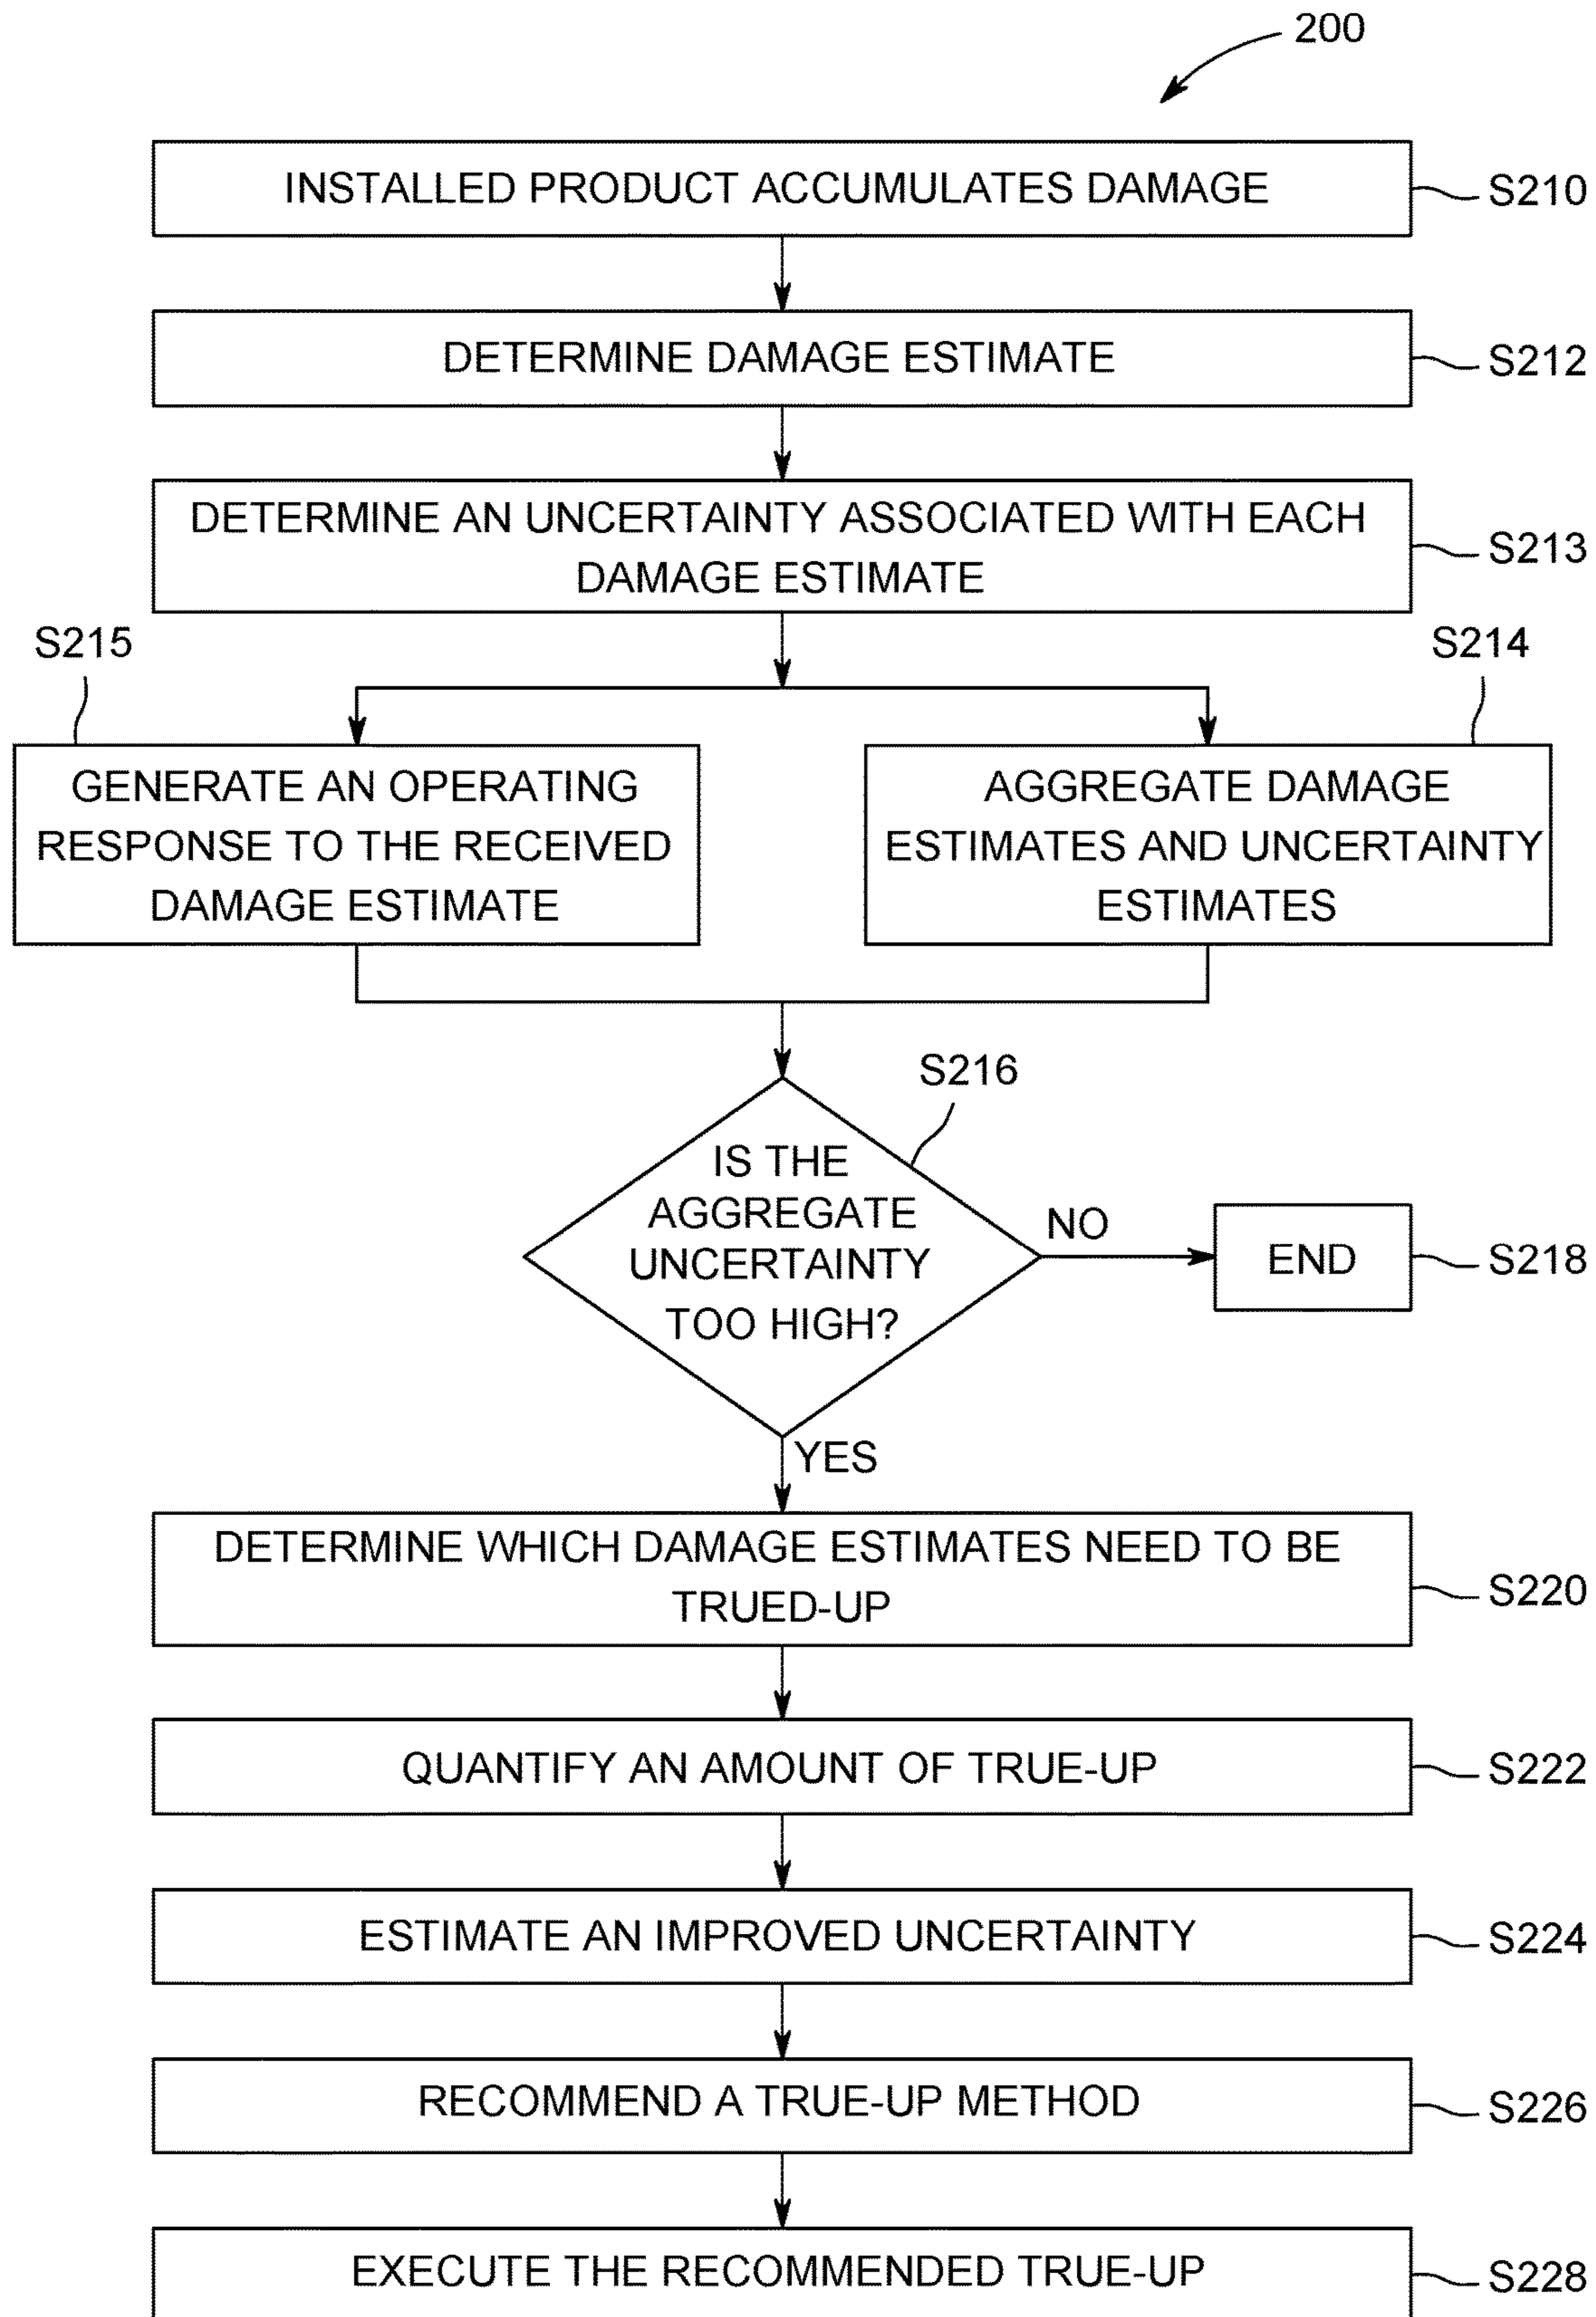 200
INSTALLED PRODUCT ACCUMULATES DAMAGE
S210
DETERMINE DAMAGE ESTIMATE
S212
DETERMINE AN UNCERTAINTY ASSOCIATED WITH EACH
DAMAGE ESTIMATE
S213
S215
GENERATE AN OPERATING
RESPONSE TO THE RECEIVED
DAMAGE ESTIMATE
S214
AGGREGATE DAMAGE
ESTIMATES AND UNCERTAINTY
ESTIMATES
S216
IS THE
AGGREGATE
UNCERTAINTY
TOO HIGH?
NO
END
S218
YES
DETERMINE WHICH DAMAGE ESTIMATES NEED TO BE
TRUED-UP
S220
QUANTIFY AN AMOUNT OF TRUE-UP
S222
ESTIMATE AN IMPROVED UNCERTAINTY
S224
RECOMMEND A TRUE-UP METHOD
S226
EXECUTE THE RECOMMENDED TRUE-UP
S228